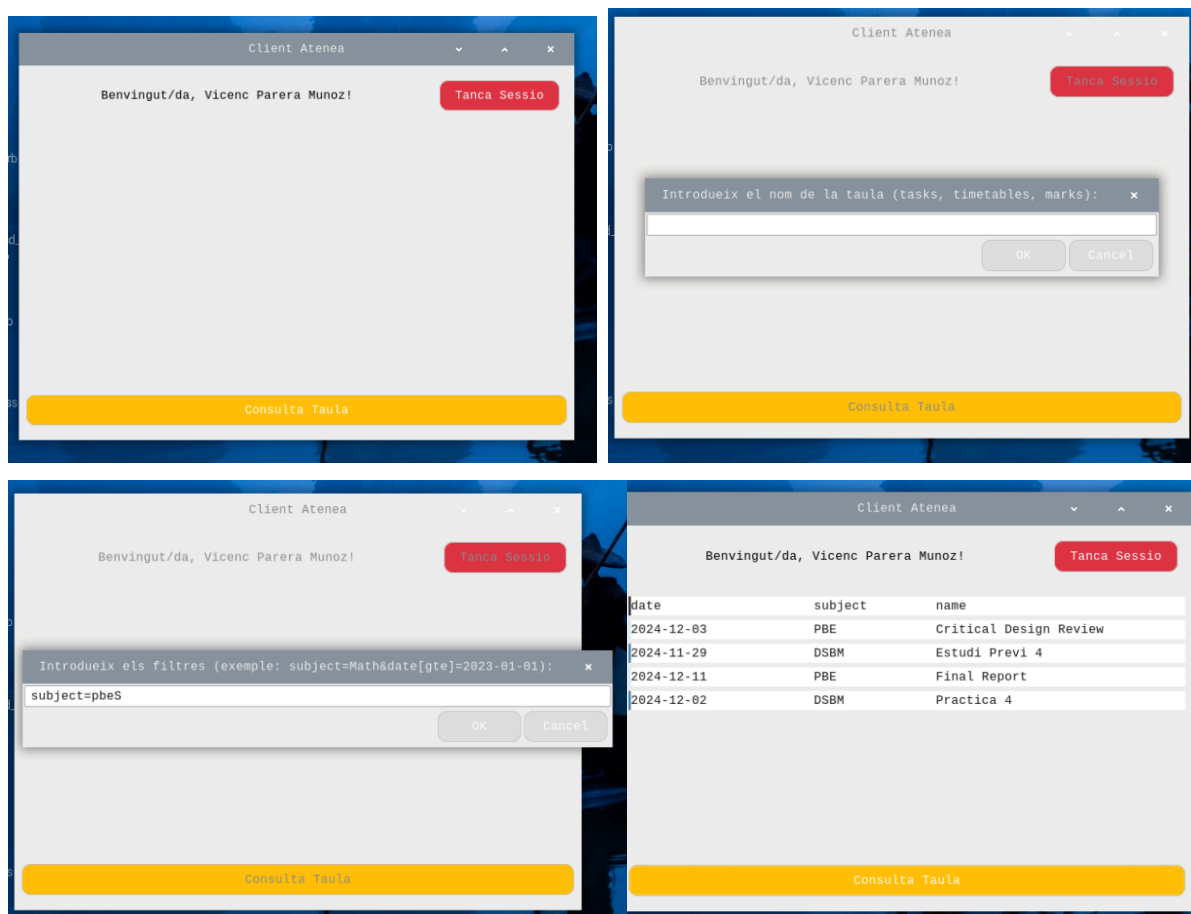 Client Atenea
Benvingut/da, Vicenc Parera Munoz!
Tanca Sessio
Consulta Taula
Client Atenea
Benvingut/da, Vicenc Parera Munoz!
Tanca Sessio
Introdueix el nom de la taula (tasks, timetables, marks):
OK Cancel
Consulta Taula
Client Atenea
Benvingut/da, Vicenc Parera Munoz!
Tanca Sessio
Introdueix els filtres (exemple: subject=Math&date[gte]=2023-01-01):
subject=pbeS
OK Cancel
Consulta Taula
Client Atenea
Benvingut/da, Vicenc Parera Munoz!
Tanca Sessio
date subject name
2024-12-03 PBE Critical Design Review
2024-11-29 DSBM Estudi Previ 4
2024-12-11 PBE Final Report
2024-12-02 DSBM Practica 4
Consulta Taula